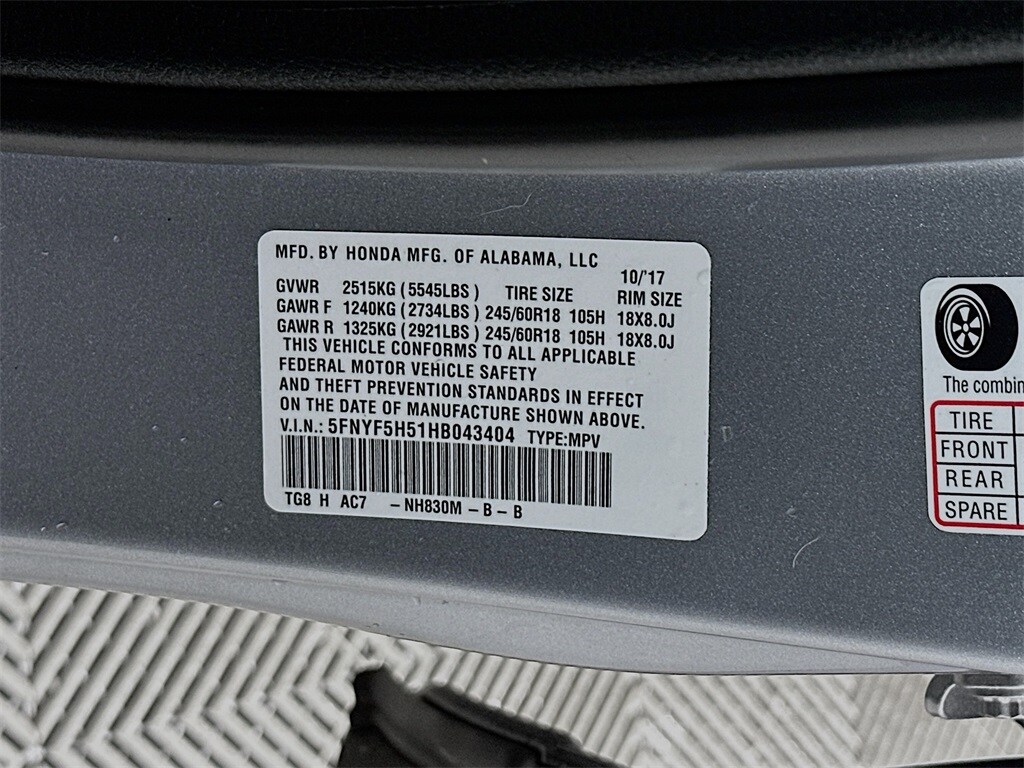 MFD. BY HONDA MFG. OF ALABAMA, LLC
10/'17
GVWR 2515KG (5545LBS) TIRE SIZE RIM SIZE
GAWR F 1240KG (2734LBS) 245/60R18 105H 18X8.0J
GAWR R 1325KG (2921LBS) 245/60R18 105H 18X8.0J
THIS VEHICLE CONFORMS TO ALL APPLICABLE
FEDERAL MOTOR VEHICLE SAFETY
AND THEFT PREVENTION STANDARDS IN EFFECT
ON THE DATE OF MANUFACTURE SHOWN ABOVE.
V.I.N.: 5FNYF5H51HB043404 TYPE:MPV
TG8 H AC7 – NH830M – B – B
The
TIRE
FRONT
REAR
SPARE